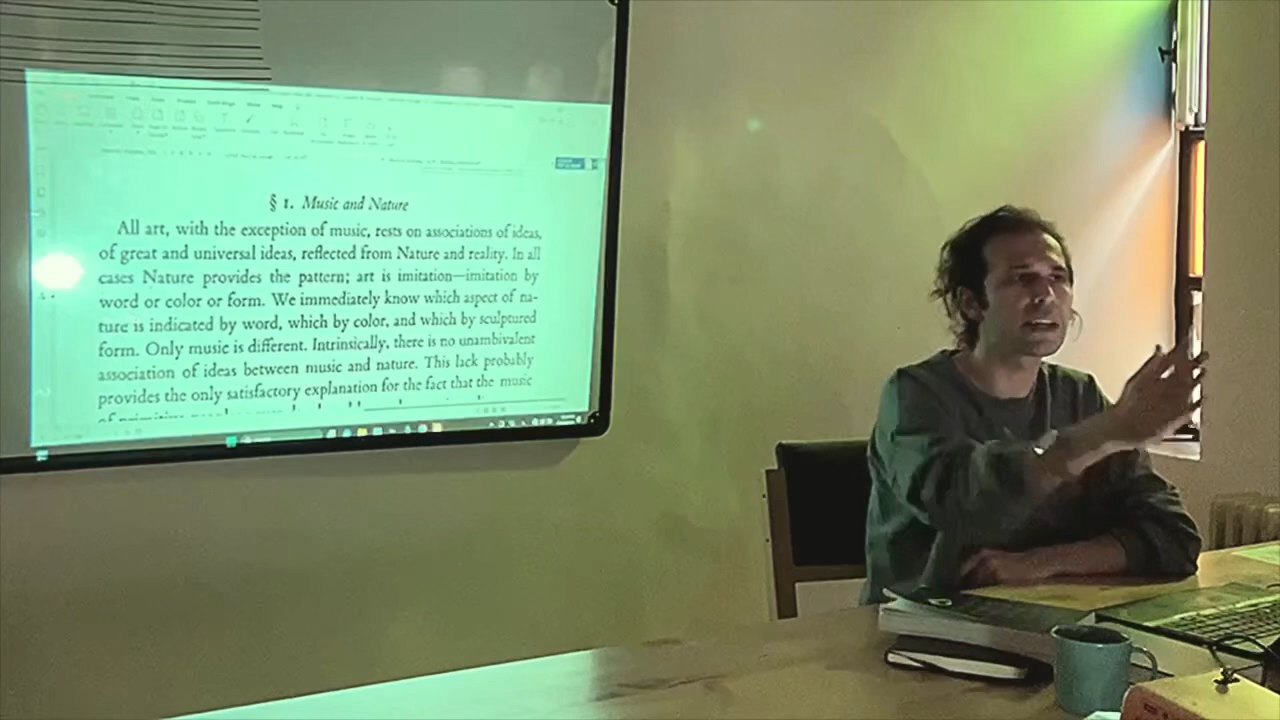 § 1. Music and Nature
All art, with the exception of music, rests on associations of ideas,
of great and universal ideas, reflected from Nature and reality. In all
cases Nature provides the pattern; art is imitation—imitation by
word or color or form. We immediately know which aspect of na-
ture is indicated by word, which by color, and which by sculptured
form. Only music is different. Intrinsically, there is no unambivalent
association of ideas between music and nature. This lack probably
provides the only satisfactory explanation for the fact that the music